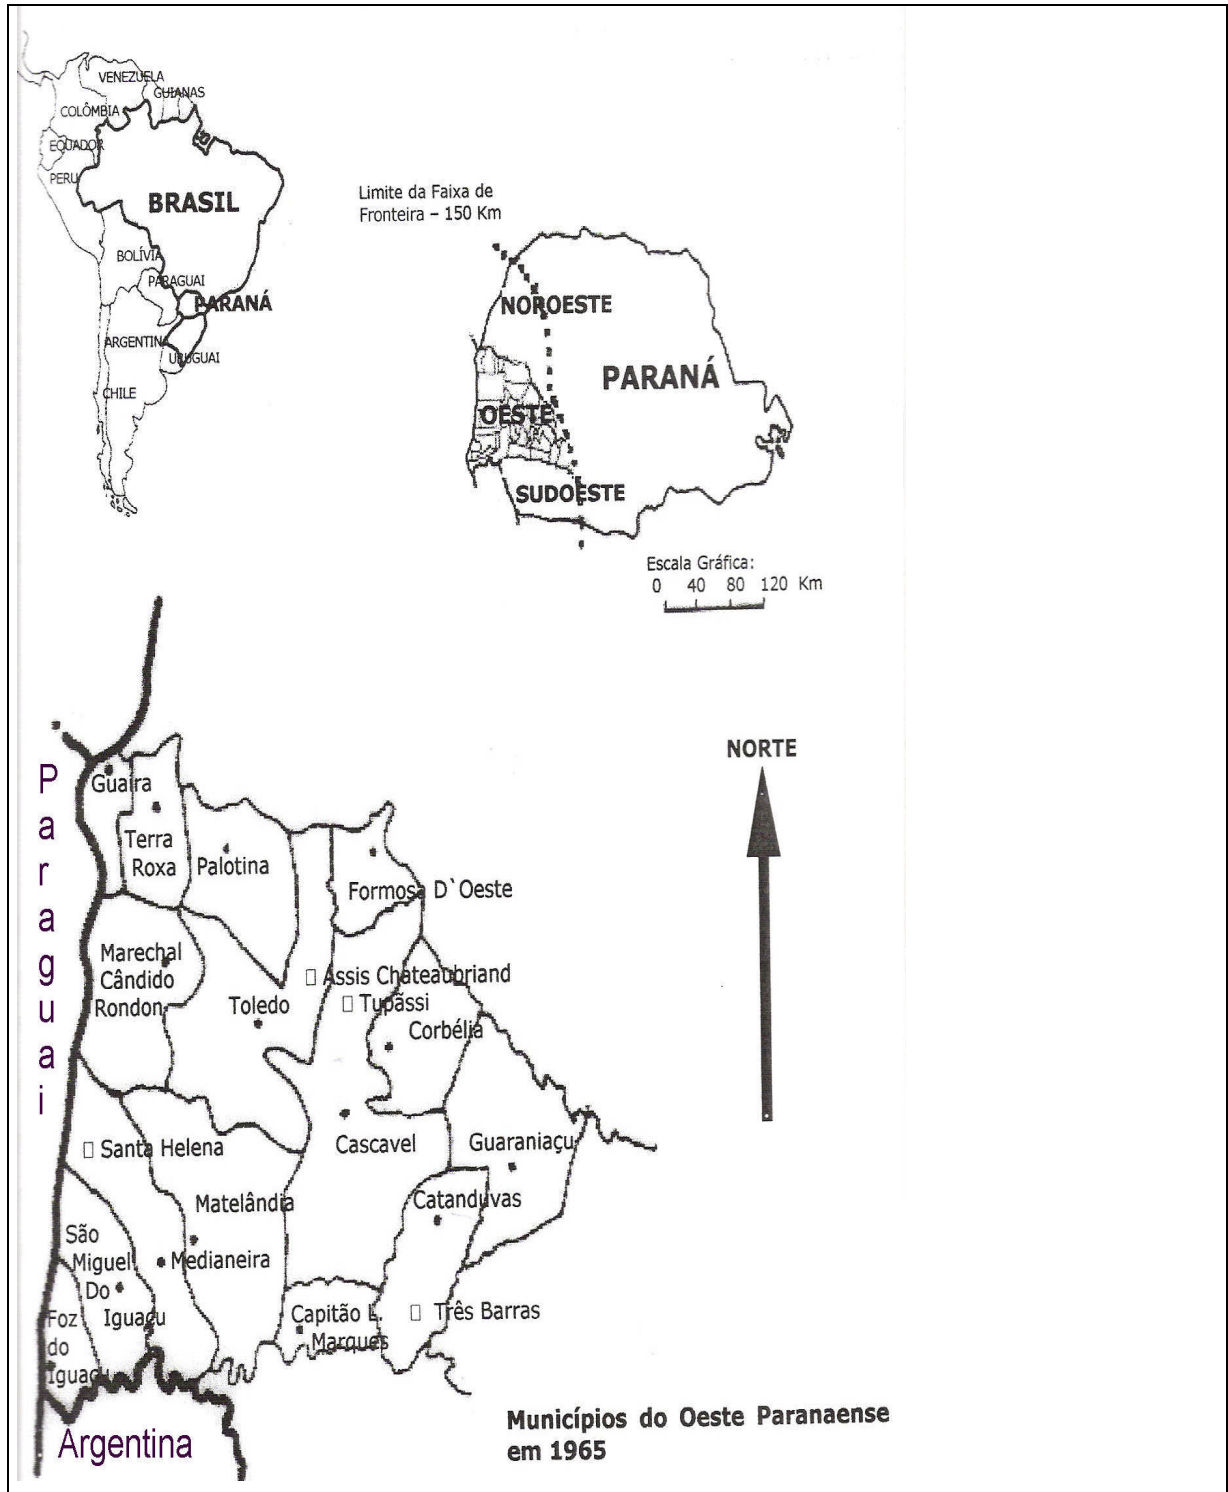 VENEZUELA
GUIANAS
COLÔMBIA
EQUADOR
PERU
BRASIL
BOLÍVIA
PARAGUAI
PARANÁ
ARGENTINA
URUGUAI
CHILE
Limite da Faixa de
Fronteira – 150 Km
NOROESTE
PARANÁ
OESTE
SUDOESTE
Escala Gráfica:
0 40 80 120 Km
NORTE
Paraguai
Guaíra
Terra
Roxa
Palotina
Formosa D`Oeste
Marechal
Cândido
Rondon
Assis Chateaubriand
Tupãssi
Toledo
Corbélia
Santa Helena
Cascavel
Guaraniaçu
Matelândia
Catanduvas
São
Miguel
Do
Iguaçu
Medianeira
Foz
do
Iguaçu
Capitão L.
Marques
Três Barras
Argentina
Municípios do Oeste Paranaense
em 1965